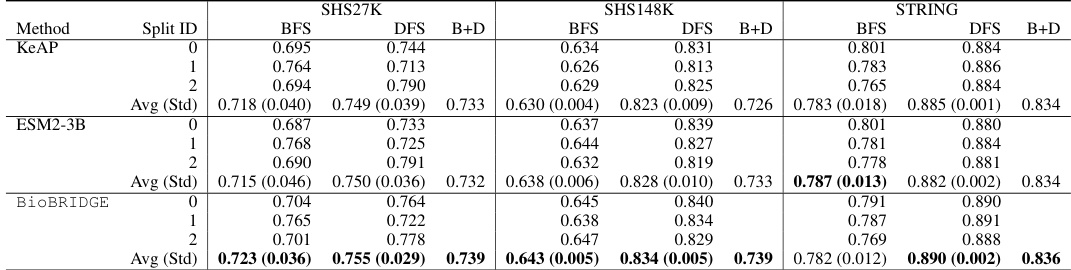 SHS27K SHS148K STRING
Method Split ID BFS DFS B+D BFS DFS B+D BFS DFS B+D
KeAP 0 0.695 0.744 0.634 0.831 0.801 0.884
1 0.764 0.713 0.626 0.813 0.783 0.886
2 0.694 0.790 0.629 0.825 0.765 0.884
Avg (Std) 0.718 (0.040) 0.749 (0.039) 0.733 0.630 (0.004) 0.823 (0.009) 0.726 0.783 (0.018) 0.885 (0.001) 0.834
ESM2-3B 0 0.687 0.733 0.637 0.839 0.801 0.880
1 0.768 0.725 0.644 0.827 0.781 0.884
2 0.690 0.791 0.632 0.819 0.778 0.881
Avg (Std) 0.715 (0.046) 0.750 (0.036) 0.732 0.638 (0.006) 0.828 (0.010) 0.733 0.787 (0.013) 0.882 (0.002) 0.834
BioBRIDGE 0 0.704 0.764 0.645 0.840 0.791 0.890
1 0.765 0.722 0.638 0.834 0.787 0.891
2 0.701 0.778 0.647 0.829 0.769 0.888
Avg (Std) 0.723 (0.036) 0.755 (0.029) 0.739 0.643 (0.005) 0.834 (0.005) 0.739 0.782 (0.012) 0.890 (0.002) 0.836